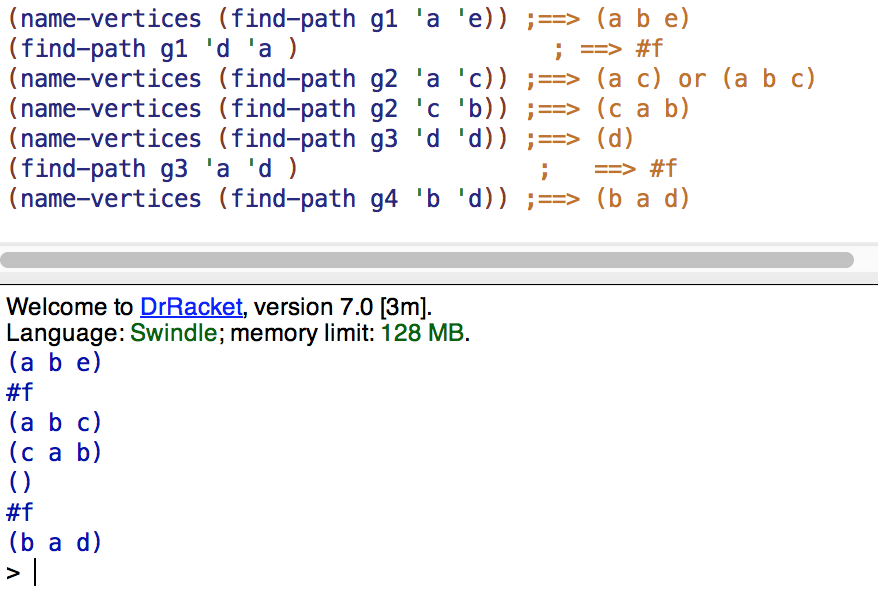 (name-vertices (find-path g1 'a 'e)) ;==> (a b e)
(find-path g1 'd 'a )                  ; ==> #f
(name-vertices (find-path g2 'a 'c)) ;==> (a c) or (a b c)
(name-vertices (find-path g2 'c 'b)) ;==> (c a b)
(name-vertices (find-path g3 'd 'd)) ;==> (d)
(find-path g3 'a 'd )                 ;   ==> #f
(name-vertices (find-path g4 'b 'd)) ;==> (b a d)
Welcome to DrRacket, version 7.0 [3m].
Language: Swindle; memory limit: 128 MB.
(a b e)
#f
(a b c)
(c a b)
()
#f
(b a d)
>